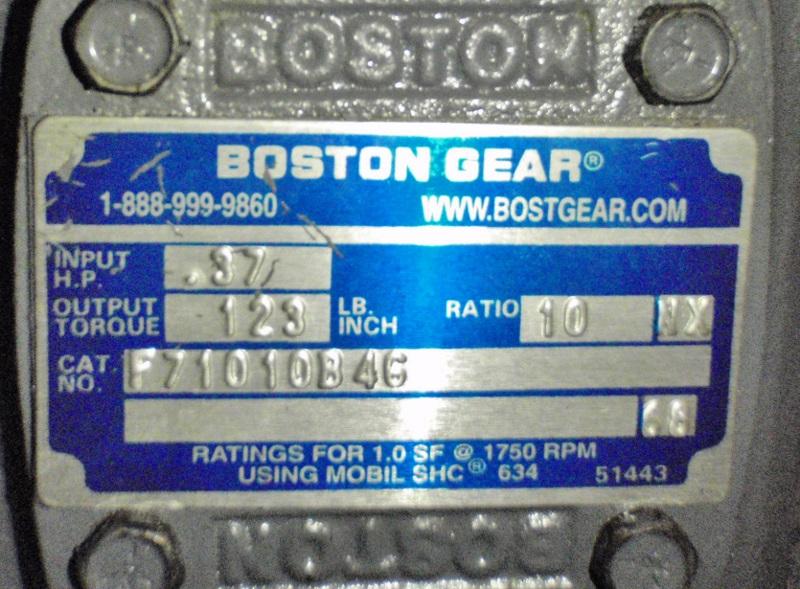 BOSTON
BOSTON GEAR®
1-888-999-9860 WWW.BOSTGEAR.COM
INPUT H.P. .37
OUTPUT TORQUE 123 LB. INCH RATIO 10
CAT. NO. F71010B4G
RATINGS FOR 1.0 SF @ 1750 RPM
USING MOBIL SHC® 634 51443
BOSTON